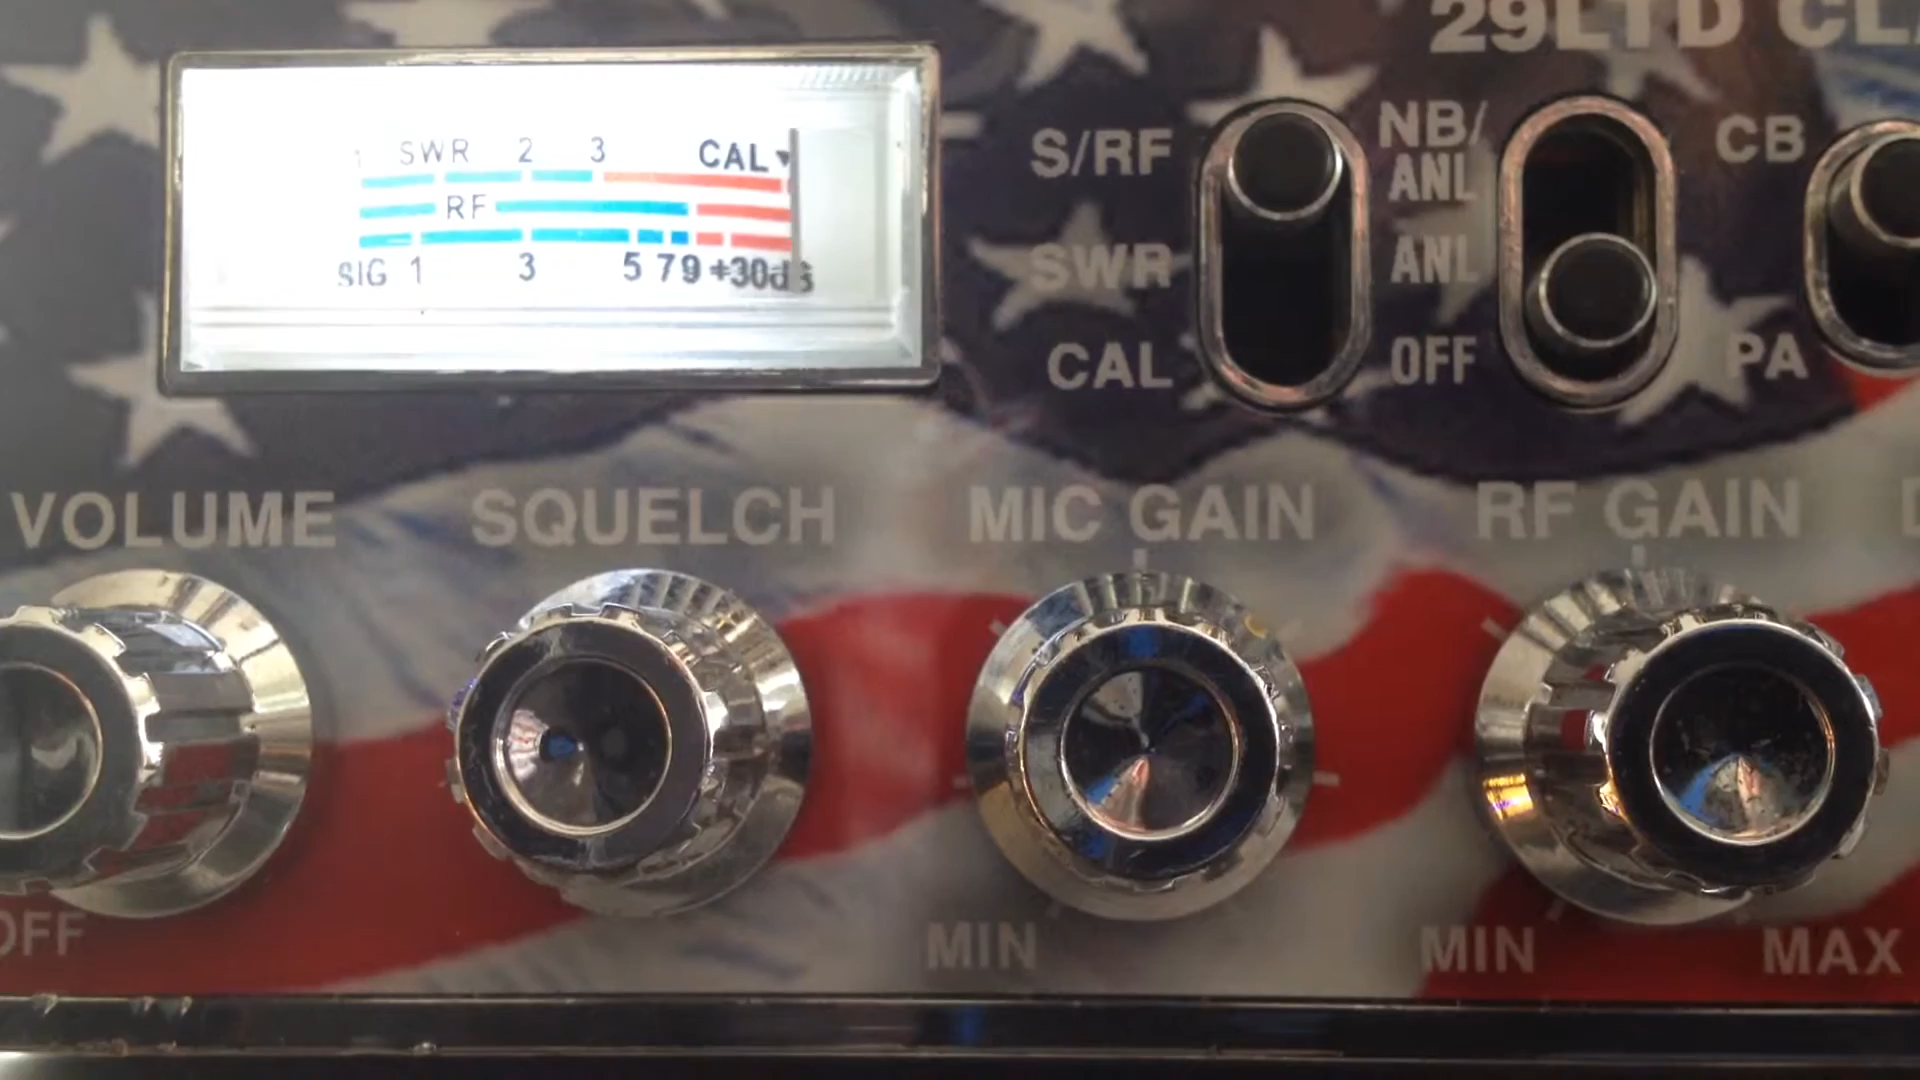 29LTD
1 SWR 2 3 CAL
RF
SIG 1 3 5 7 9 +30dB
S/RF
SWR
CAL
NB/
ANL
ANL
OFF
CB
PA
VOLUME
SQUELCH
MIC GAIN
RF GAIN
OFF
MIN
MIN
MAX